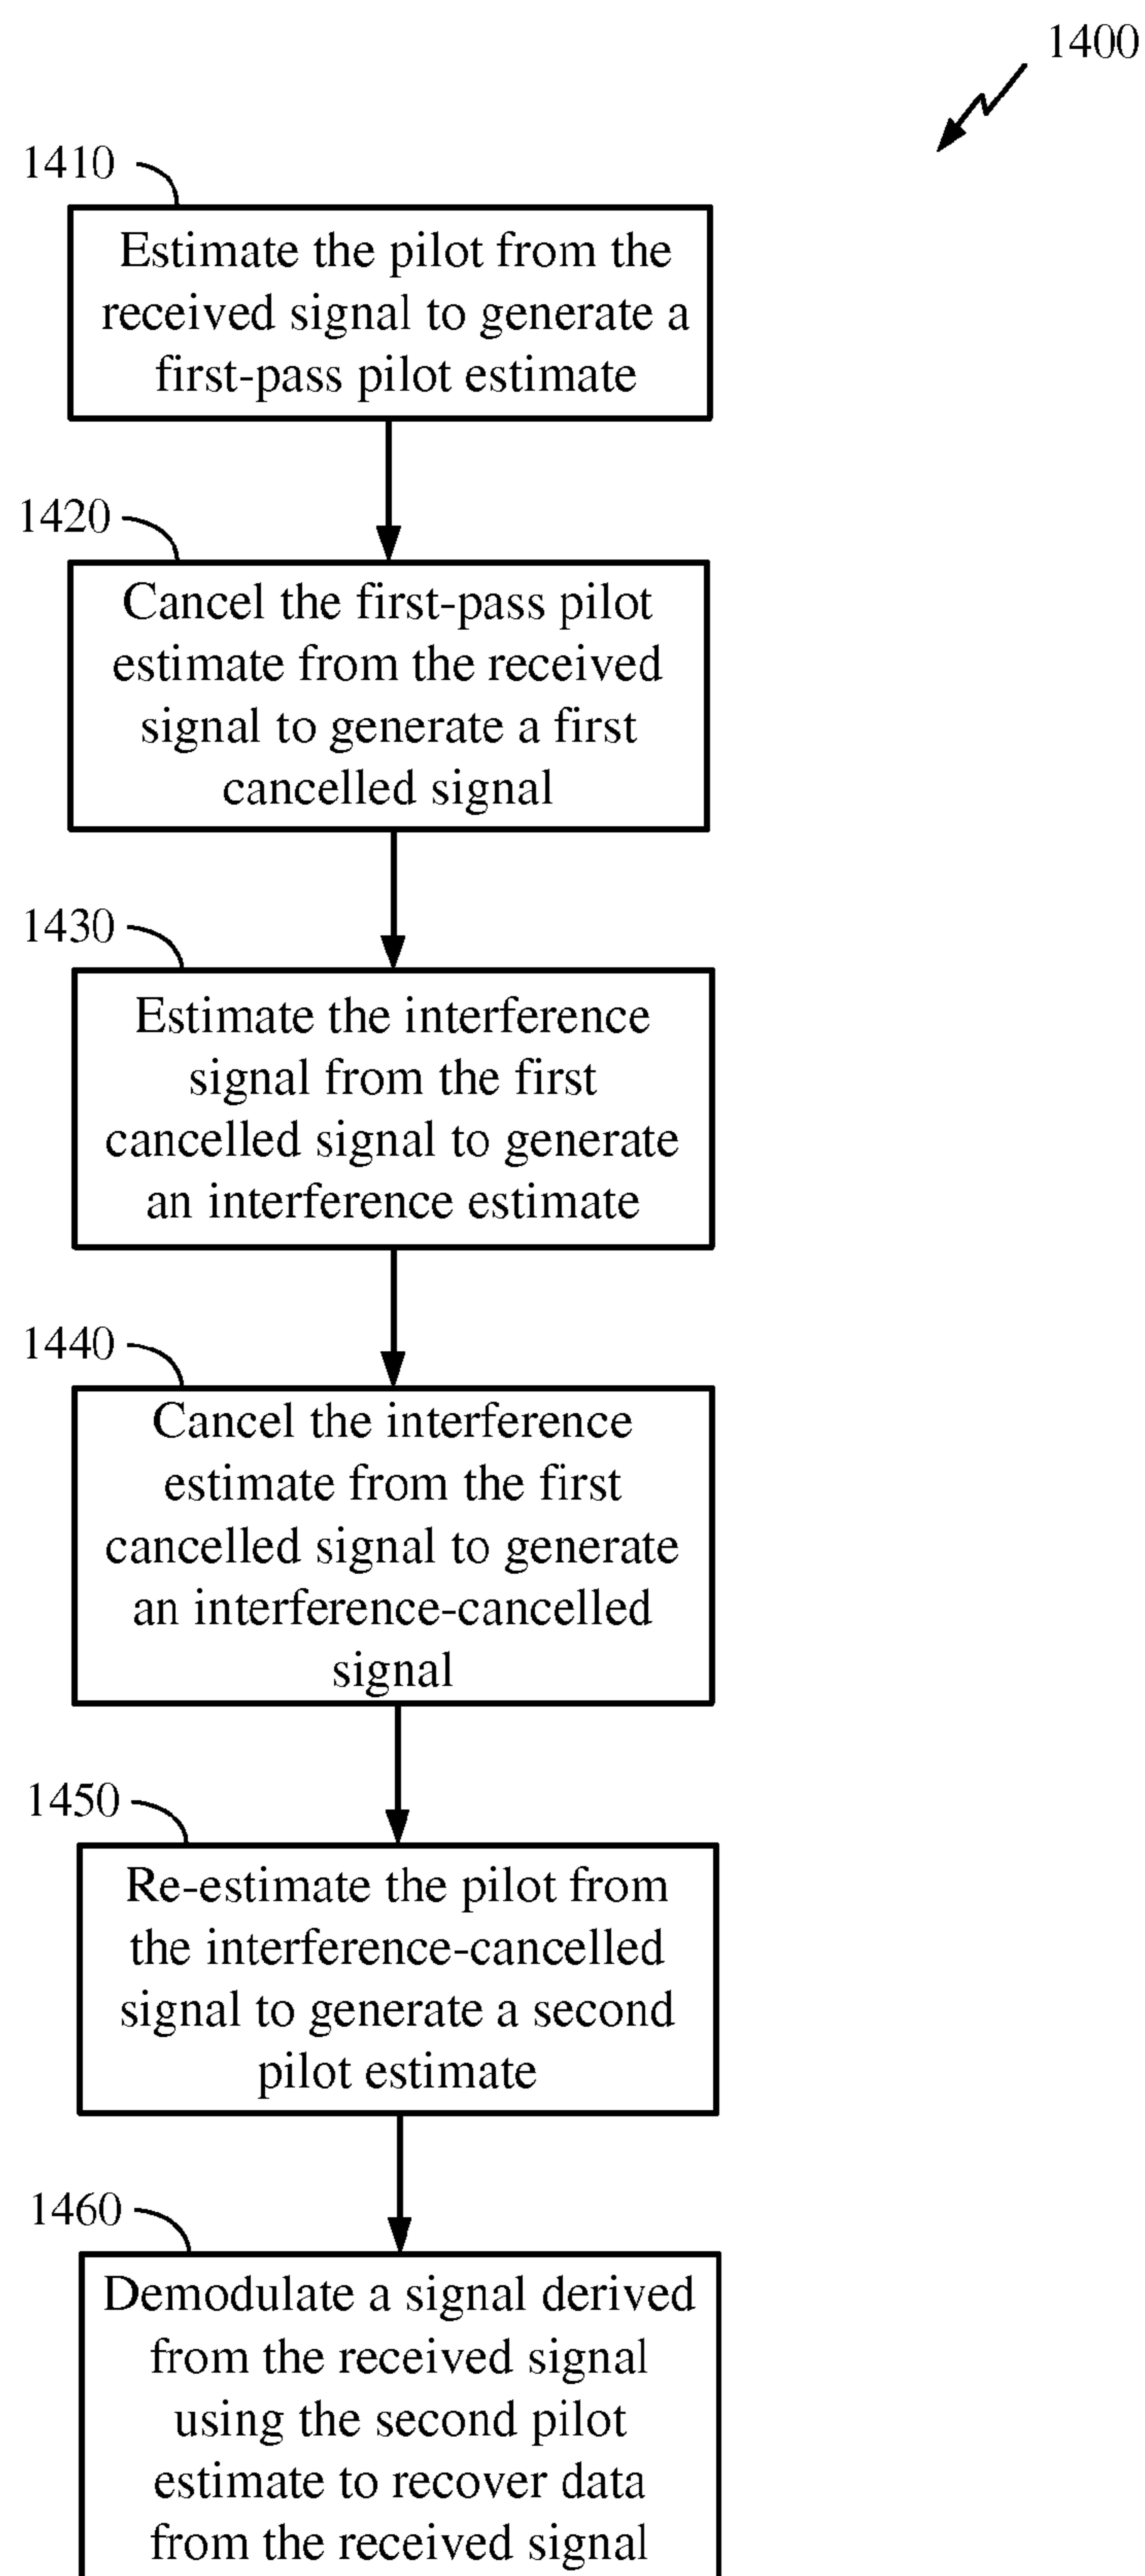 1400
1410
Estimate the pilot from the
received signal to generate a
first-pass pilot estimate
1420
Cancel the first-pass pilot
estimate from the received
signal to generate a first
cancelled signal
1430
Estimate the interference
signal from the first
cancelled signal to generate
an interference estimate
1440
Cancel the interference
estimate from the first
cancelled signal to generate
an interference-cancelled
signal
1450
Re-estimate the pilot from
the interference-cancelled
signal to generate a second
pilot estimate
1460
Demodulate a signal derived
from the received signal
using the second pilot
estimate to recover data
from the received signal